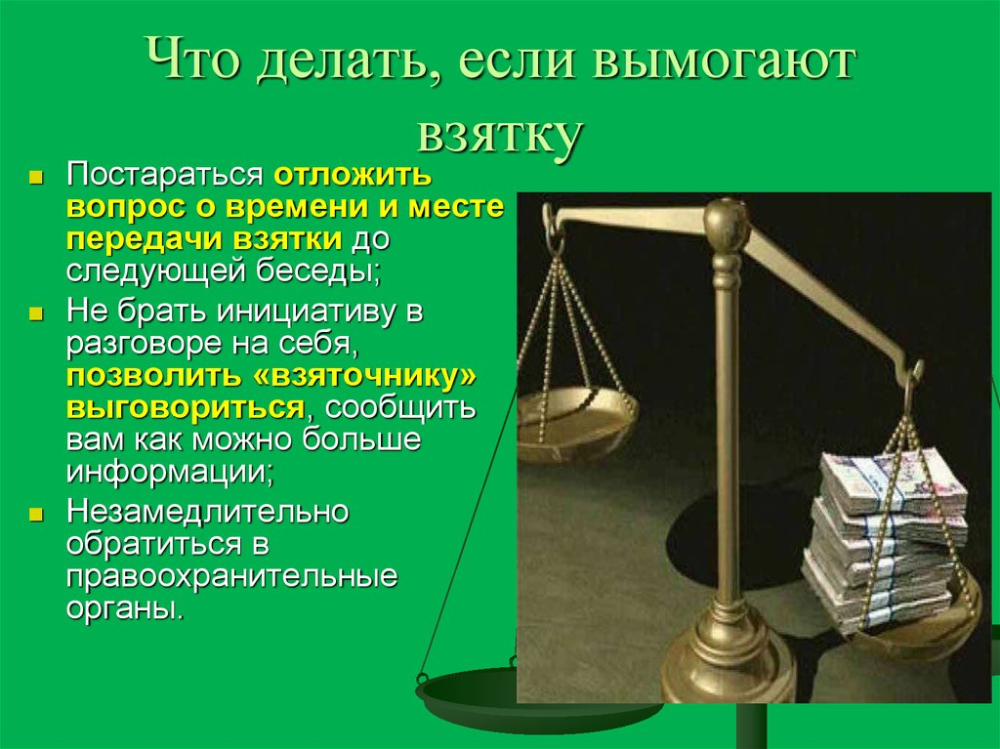 Что делать, если вымогают
взятку
Постараться отложить
вопрос о времени и месте
передачи взятки до
следующей беседы;
Не брать инициативу в
разговоре на себя,
позволить «взяточнику»
выговориться, сообщить
вам как можно больше
информации;
Незамедлительно
обратиться в
правоохранительные
органы.